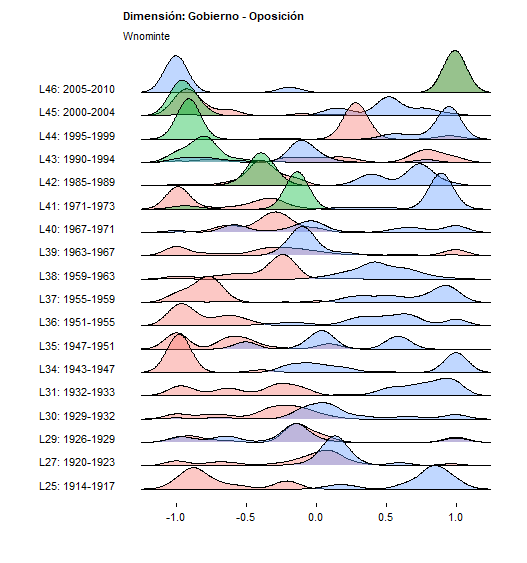 Dimensión: Gobierno - Oposición
Wnominte
L46: 2005-2010
L45: 2000-2004
L44: 1995-1999
L43: 1990-1994
L42: 1985-1989
L41: 1971-1973
L40: 1967-1971
L39: 1963-1967
L38: 1959-1963
L37: 1955-1959
L36: 1951-1955
L35: 1947-1951
L34: 1943-1947
L31: 1932-1933
L30: 1929-1932
L29: 1926-1929
L27: 1920-1923
L25: 1914-1917
-1.0 -0.5 0.0 0.5 1.0